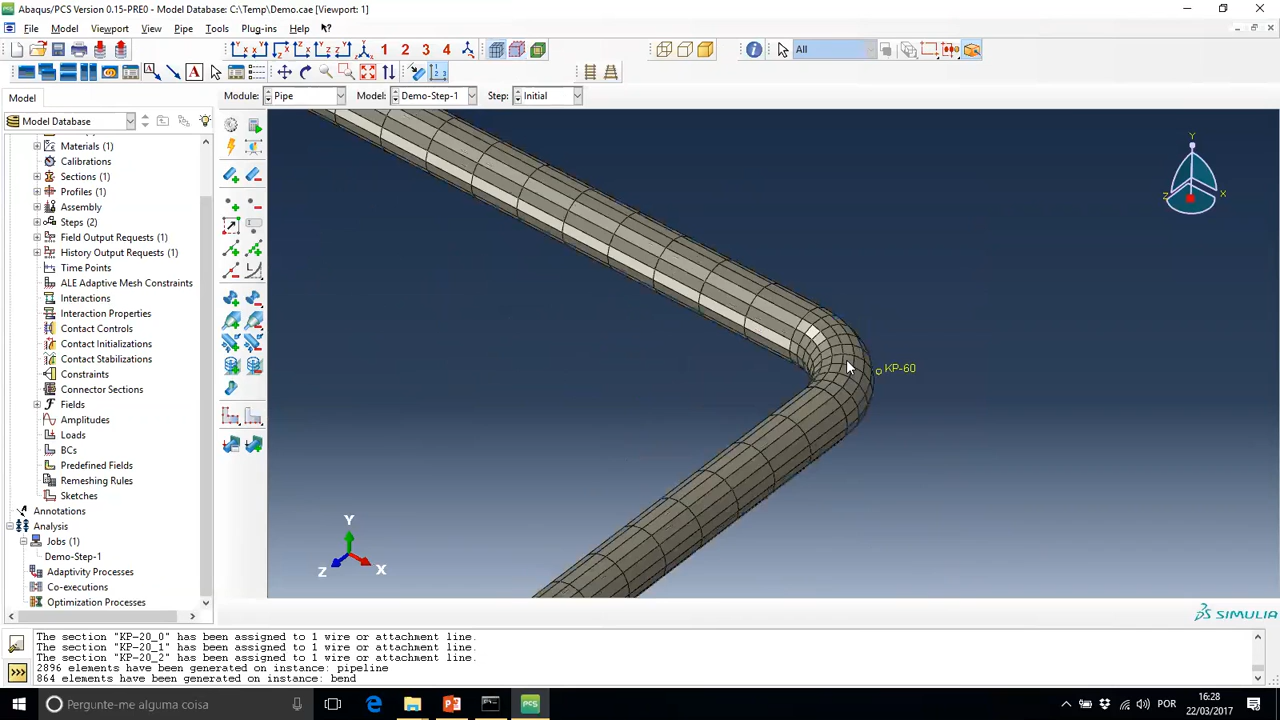 Abaqus/PCS Version 0.15-PRE0 - Model Database: C:\Temp\Demo.cae [Viewport: 1]
File Model Viewport View Pipe Tools Plug-ins Help
1 2 3 4 All
Model
Module: Pipe Model: Demo-Step-1 Step: Initial
Model Database
Materials (1)
Calibrations
Sections (1)
Profiles (1)
Assembly
Steps (2)
Field Output Requests (1)
History Output Requests (1)
Time Points
ALE Adaptive Mesh Constraints
Interactions
Interaction Properties
Contact Controls
Contact Initializations
Contact Stabilizations
Constraints
Connector Sections
Fields
Amplitudes
Loads
BCs
Predefined Fields
Remeshing Rules
Sketches
Annotations
Analysis
Jobs (1)
Demo-Step-1
Adaptivity Processes
Co-executions
Optimization Processes
Y
X
Z
KP-60
Y
Z
X
SIMULIA
The section "KP-20_0" has been assigned to 1 wire or attachment line.
The section "KP-20_1" has been assigned to 1 wire or attachment line.
The section "KP-20_2" has been assigned to 1 wire or attachment line.
2896 elements have been generated on instance: pipeline
864 elements have been generated on instance: bend
>>>
Pergunte-me alguma coisa
PCS
POR
16:28
22/03/2017